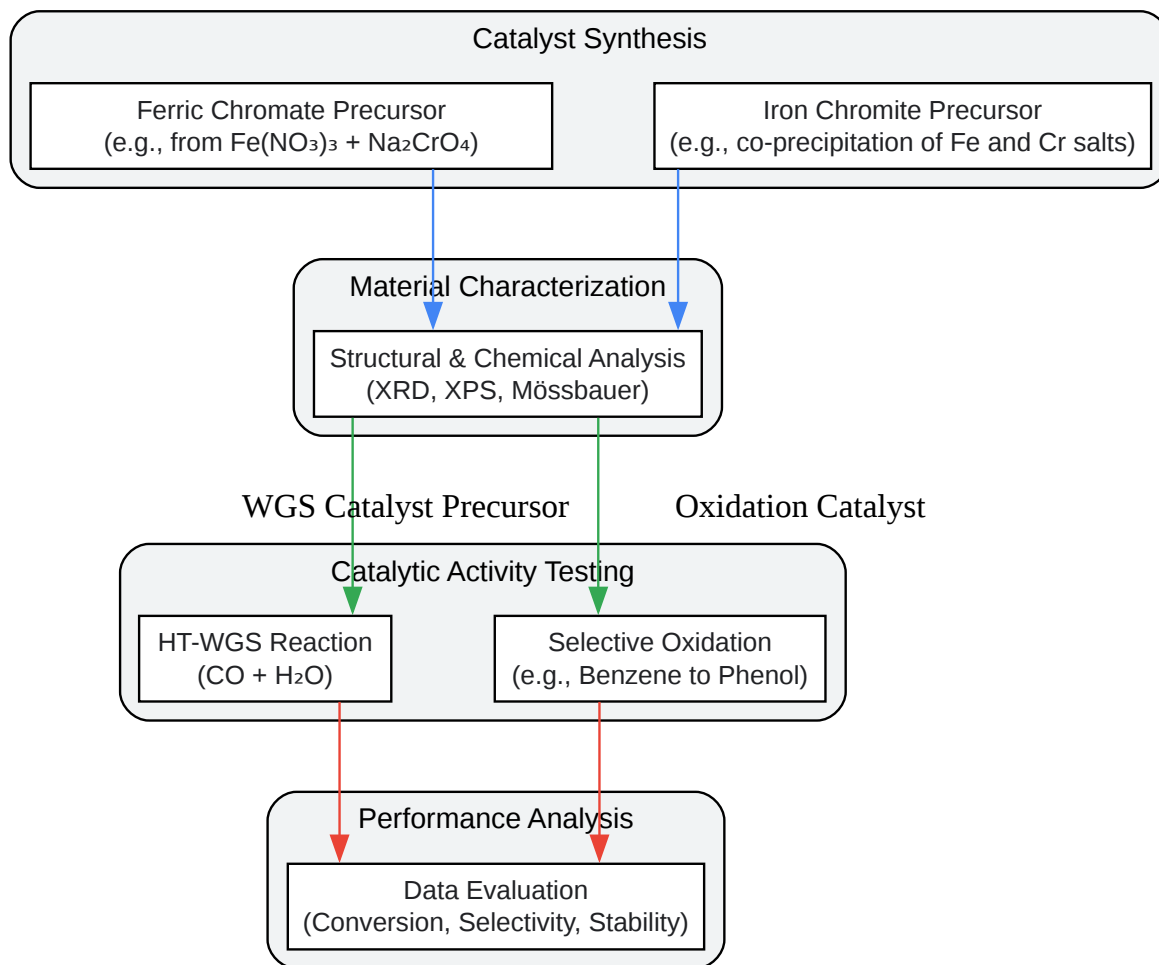 Catalyst Synthesis
Ferric Chromate Precursor
(e.g., from Fe(NO₃)₃ + Na₂CrO₄)
Iron Chromite Precursor
(e.g., co-precipitation of Fe and Cr salts)
Material Characterization
Structural & Chemical Analysis
(XRD, XPS, Mössbauer)
WGS Catalyst Precursor
Oxidation Catalyst
Catalytic Activity Testing
HT-WGS Reaction
(CO + H₂O)
Selective Oxidation
(e.g., Benzene to Phenol)
Performance Analysis
Data Evaluation
(Conversion, Selectivity, Stability)